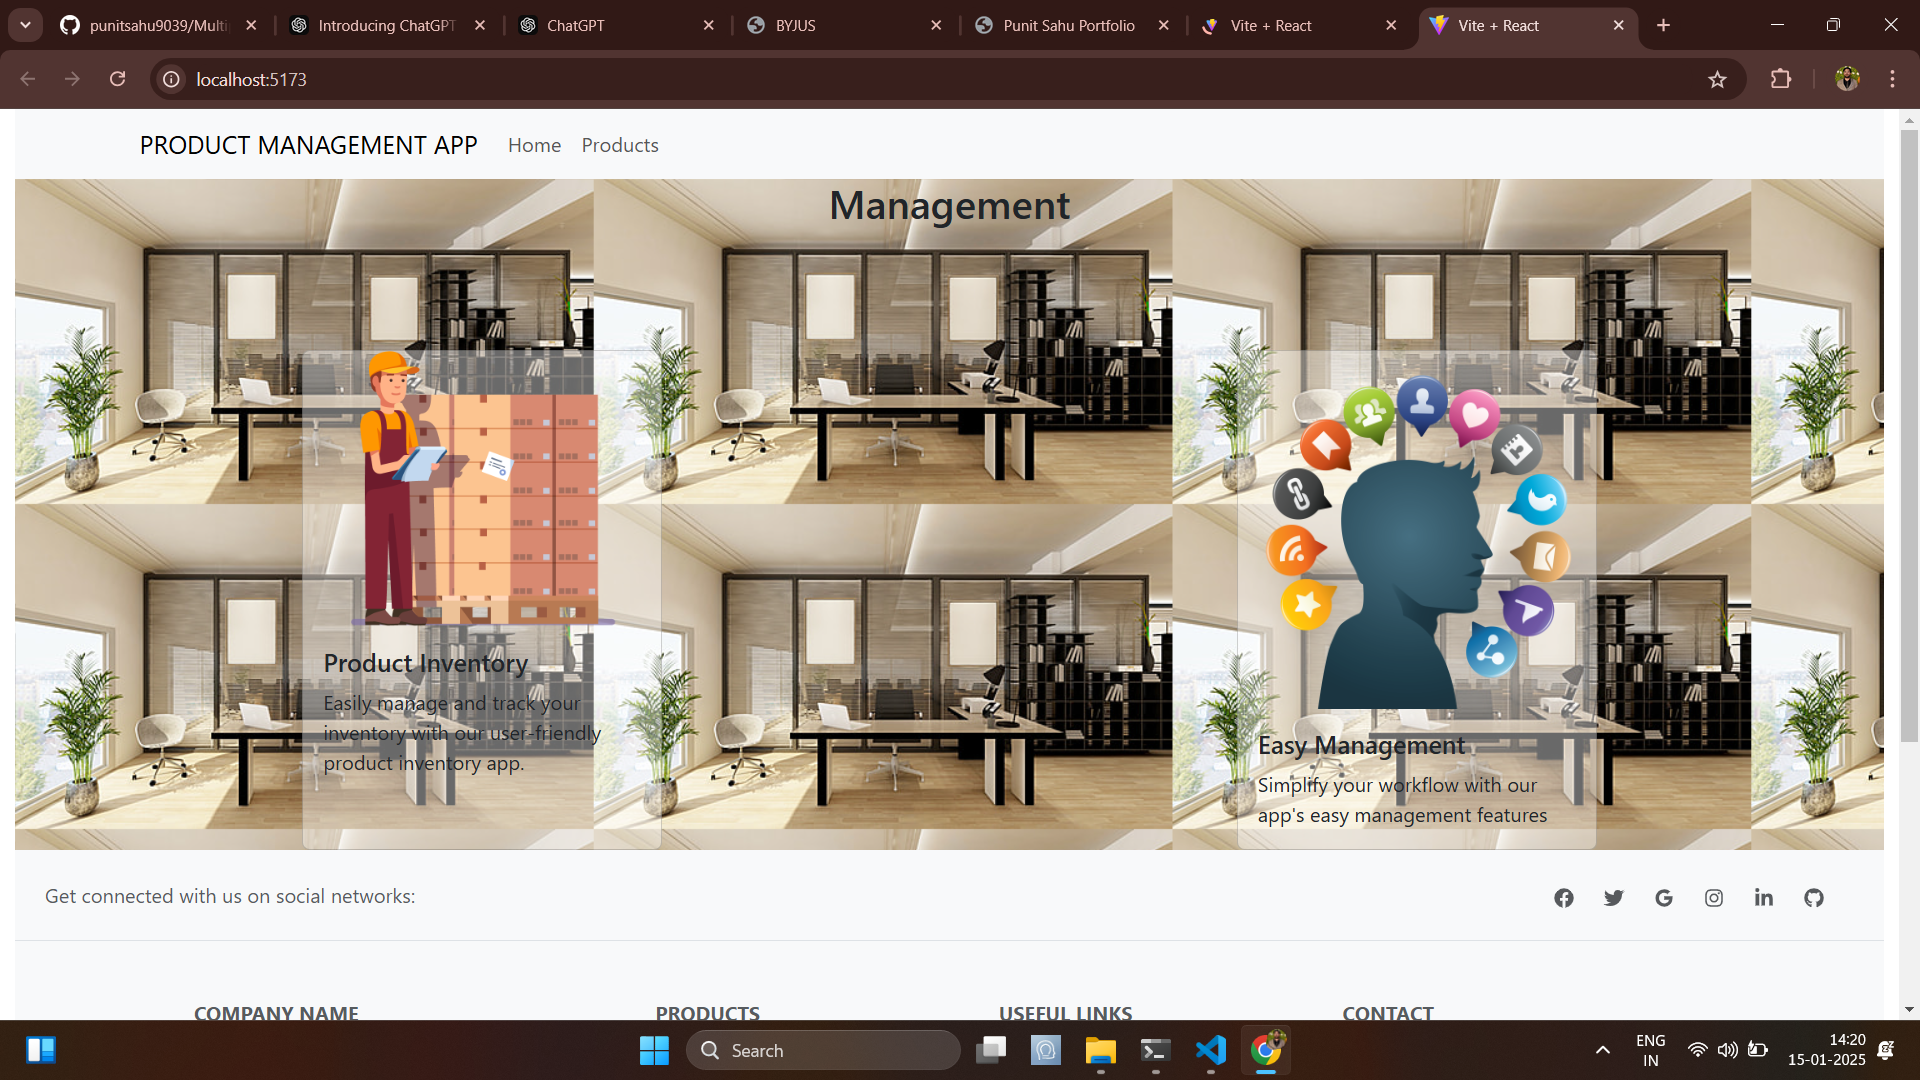 punitsahu9039/Multi
Introducing ChatGPT
ChatGPT
BYJUS
Punit Sahu Portfolio
Vite + React
Vite + React
localhost:5173
PRODUCT MANAGEMENT APP
Home
Products
Management
Product Inventory
Easily manage and track your
inventory with our user-friendly
product inventory app.
Easy Management
Simplify your workflow with our
app's easy management features
Get connected with us on social networks:
COMPANY NAME
PRODUCTS
USEFUL LINKS
CONTACT
Search
ENG
IN
14:20
15-01-2025